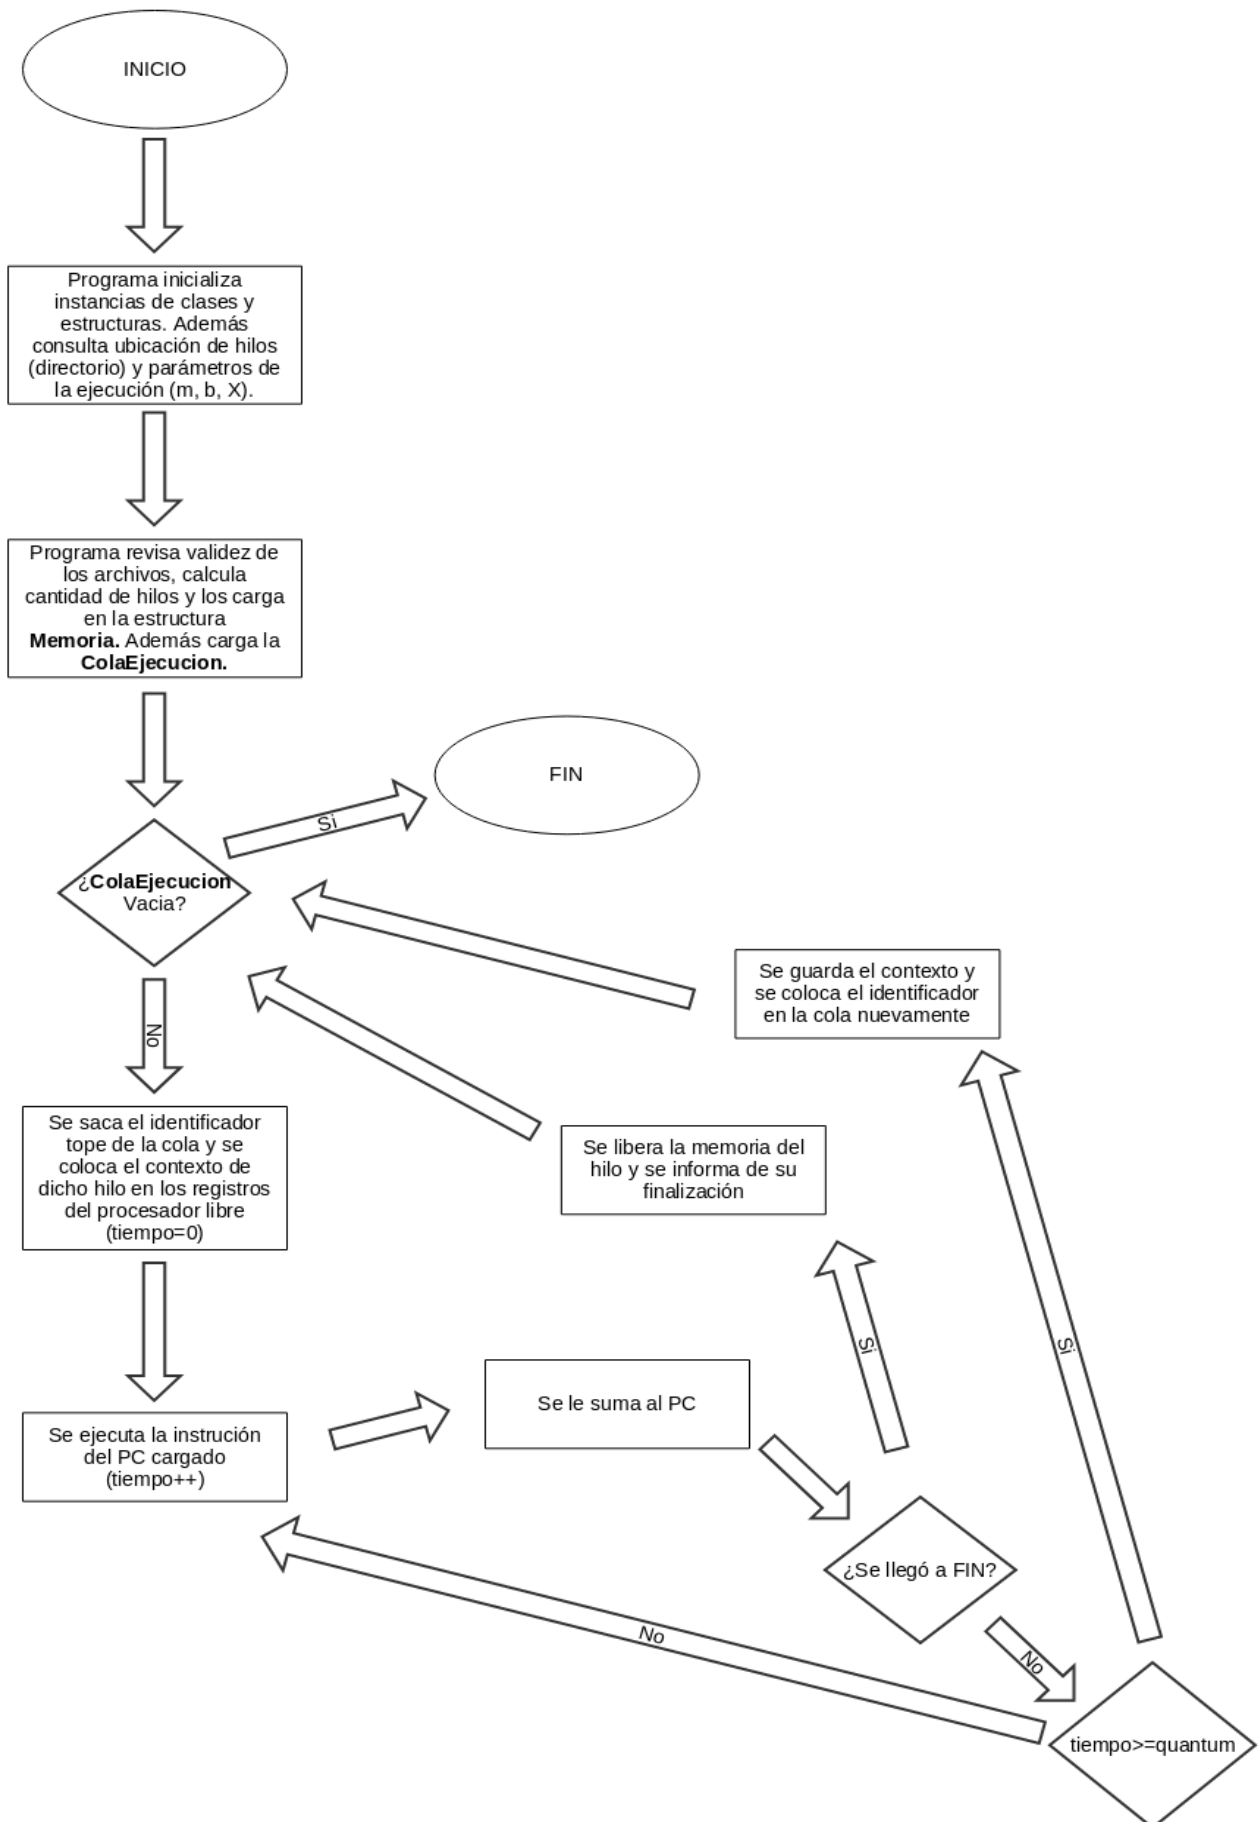 INICIO
Programa inicializa
instancias de clases y
estructuras. Además
consulta ubicación de hilos
(directorio) y parámetros de
la ejecución (m, b, X).
Programa revisa validez de
los archivos, calcula
cantidad de hilos y los carga
en la estructura
Memoria. Además carga la
ColaEjecucion.
FIN
Si
¿ColaEjecucion
Vacia?
No
Se guarda el contexto y
se coloca el identificador
en la cola nuevamente
Se saca el identificador
tope de la cola y se
coloca el contexto de
dicho hilo en los registros
del procesador libre
(tiempo=0)
Se libera la memoria del
hilo y se informa de su
finalización
Si
Si
Se ejecuta la instrución
del PC cargado
(tiempo++)
Se le suma al PC
¿Se llegó a FIN?
No
No
tiempo>=quantum